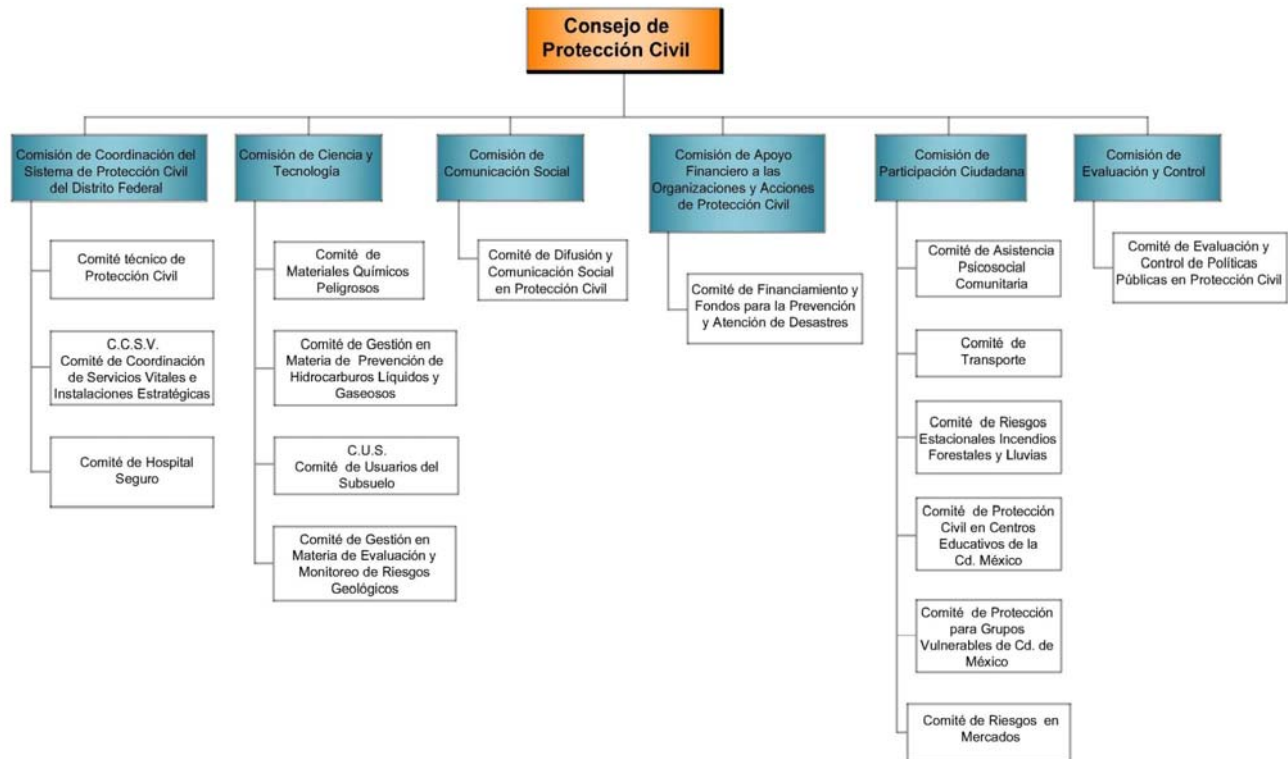 Consejo de
Protección Civil
Comisión de Coordinación del
Sistema de Protección Civil
del Distrito Federal
Comité técnico de
Protección Civil
C.C.S.V.
Comité de Coordinación
de Servicios Vitales e
Instalaciones Estratégicas
Comité de Hospital
Seguro
Comisión de Ciencia y
Tecnología
Comité de
Materiales Químicos
Peligrosos
Comité de Gestión en
Materia de Prevención de
Hidrocarburos Líquidos y
Gaseosos
C.U.S.
Comité de Usuarios del
Subsuelo
Comité de Gestión en
Materia de Evaluación y
Monitoreo de Riesgos
Geológicos
Comisión de
Comunicación Social
Comité de Difusión y
Comunicación Social
en Protección Civil
Comisión de Apoyo
Financiero a las
Organizaciones y Acciones
de Protección Civil
Comité de Financiamiento y
Fondos para la Prevención
y Atención de Desastres
Comisión de
Participación Ciudadana
Comité de Asistencia
Psicosocial
Comunitaria
Comité de
Transporte
Comité de Riesgos
Estacionales Incendios
Forestales y Lluvias
Comité de Protección
Civil en Centros
Educativos de la
Cd. México
Comité de Protección
para Grupos
Vulnerables de Cd. de
México
Comité de Riesgos en
Mercados
Comisión de
Evaluación y Control
Comité de Evaluación y
Control de Políticas
Públicas en Protección Civil